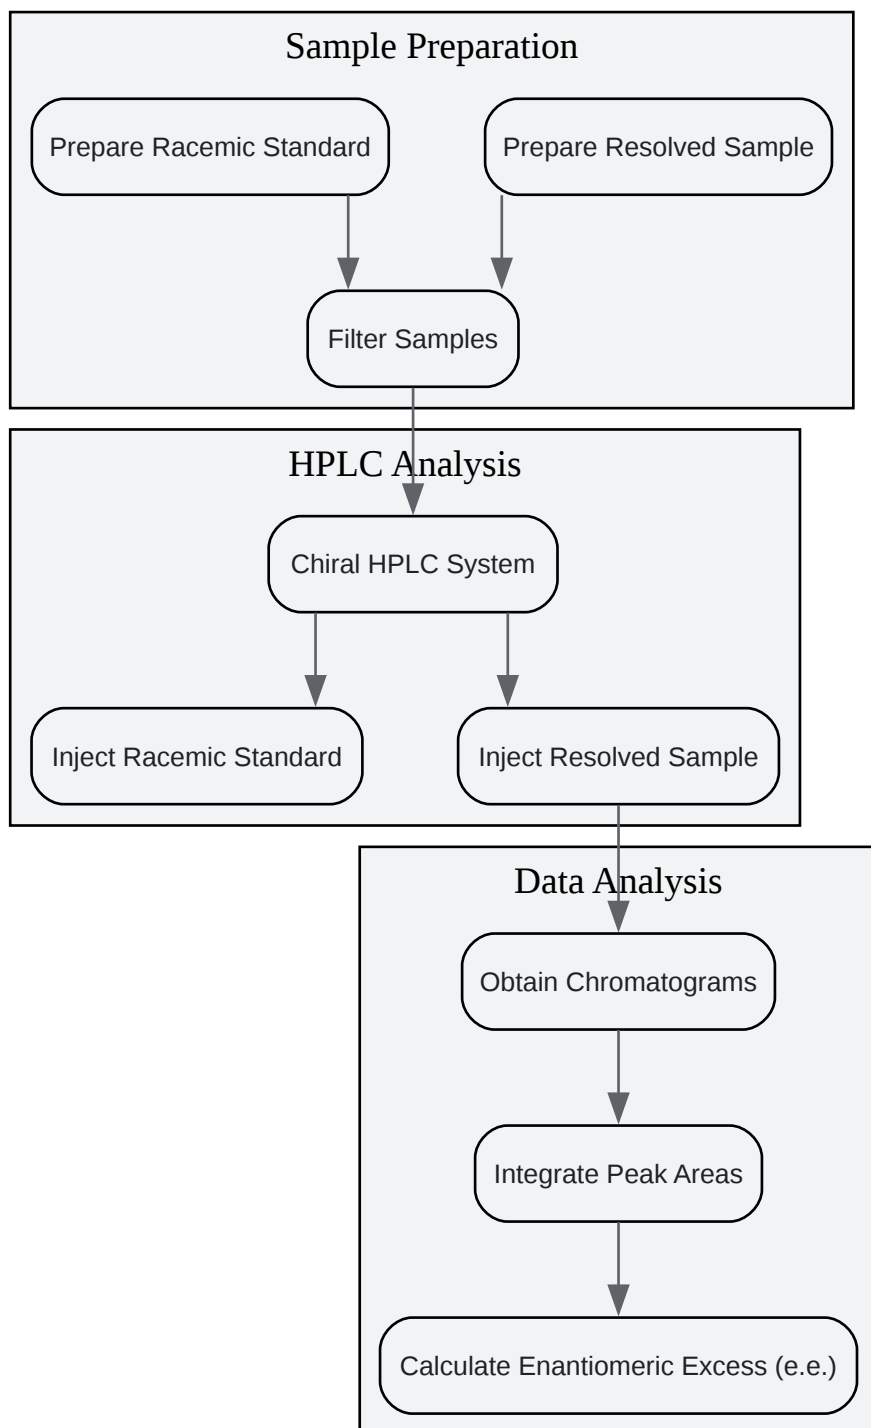 Sample Preparation
Prepare Racemic Standard
Prepare Resolved Sample
Filter Samples
HPLC Analysis
Chiral HPLC System
Inject Racemic Standard
Inject Resolved Sample
Data Analysis
Obtain Chromatograms
Integrate Peak Areas
Calculate Enantiomeric Excess (e.e.)